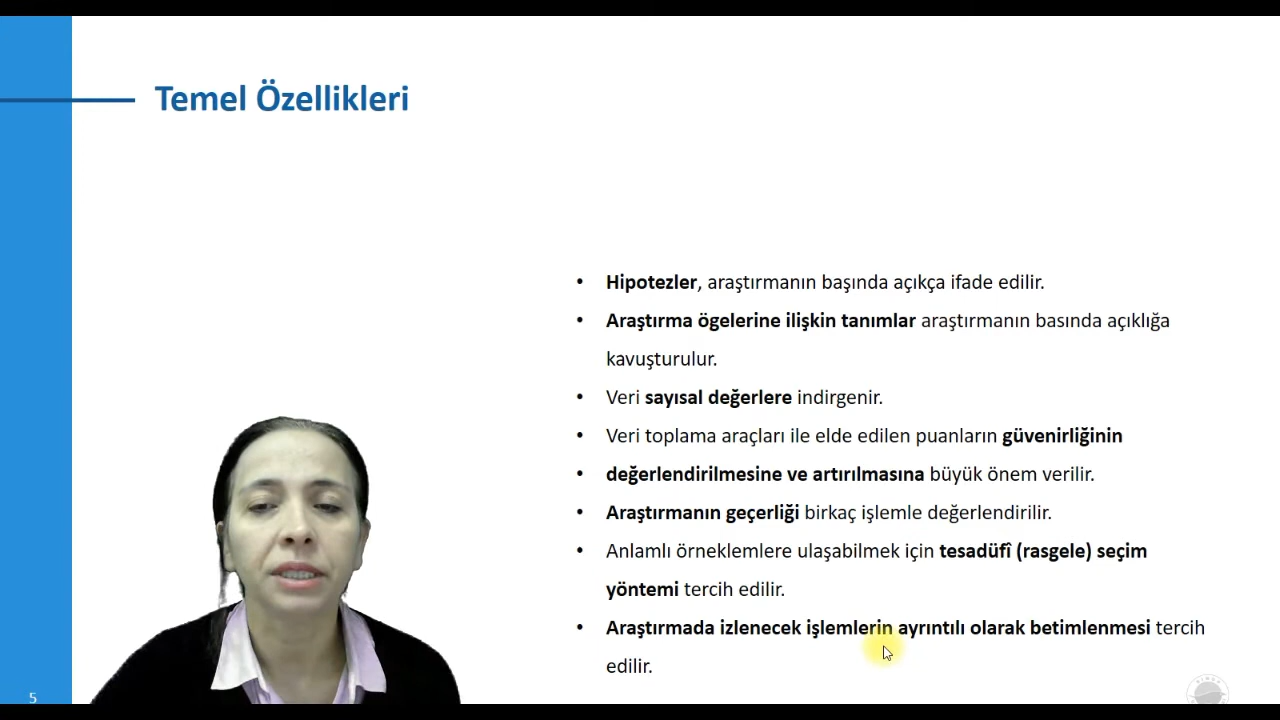 Temel Özellikleri
• Hipotezler, araştırmanın başında açıkça ifade edilir.
• Araştırma ögelerine ilişkin tanımlar araştırmanın basında açıklığa
kavuşturulur.
• Veri sayısal değerlere indirgenir.
• Veri toplama araçları ile elde edilen puanların güvenirliğinin
• değerlendirilmesine ve artırılmasına büyük önem verilir.
• Araştırmanın geçerliği birkaç işlemle değerlendirilir.
• Anlamlı örneklemlere ulaşabilmek için tesadüfî (rasgele) seçim
yöntemi tercih edilir.
• Araştırmada izlenecek işlemlerin ayrıntılı olarak betimlenmesi tercih
edilir.
5